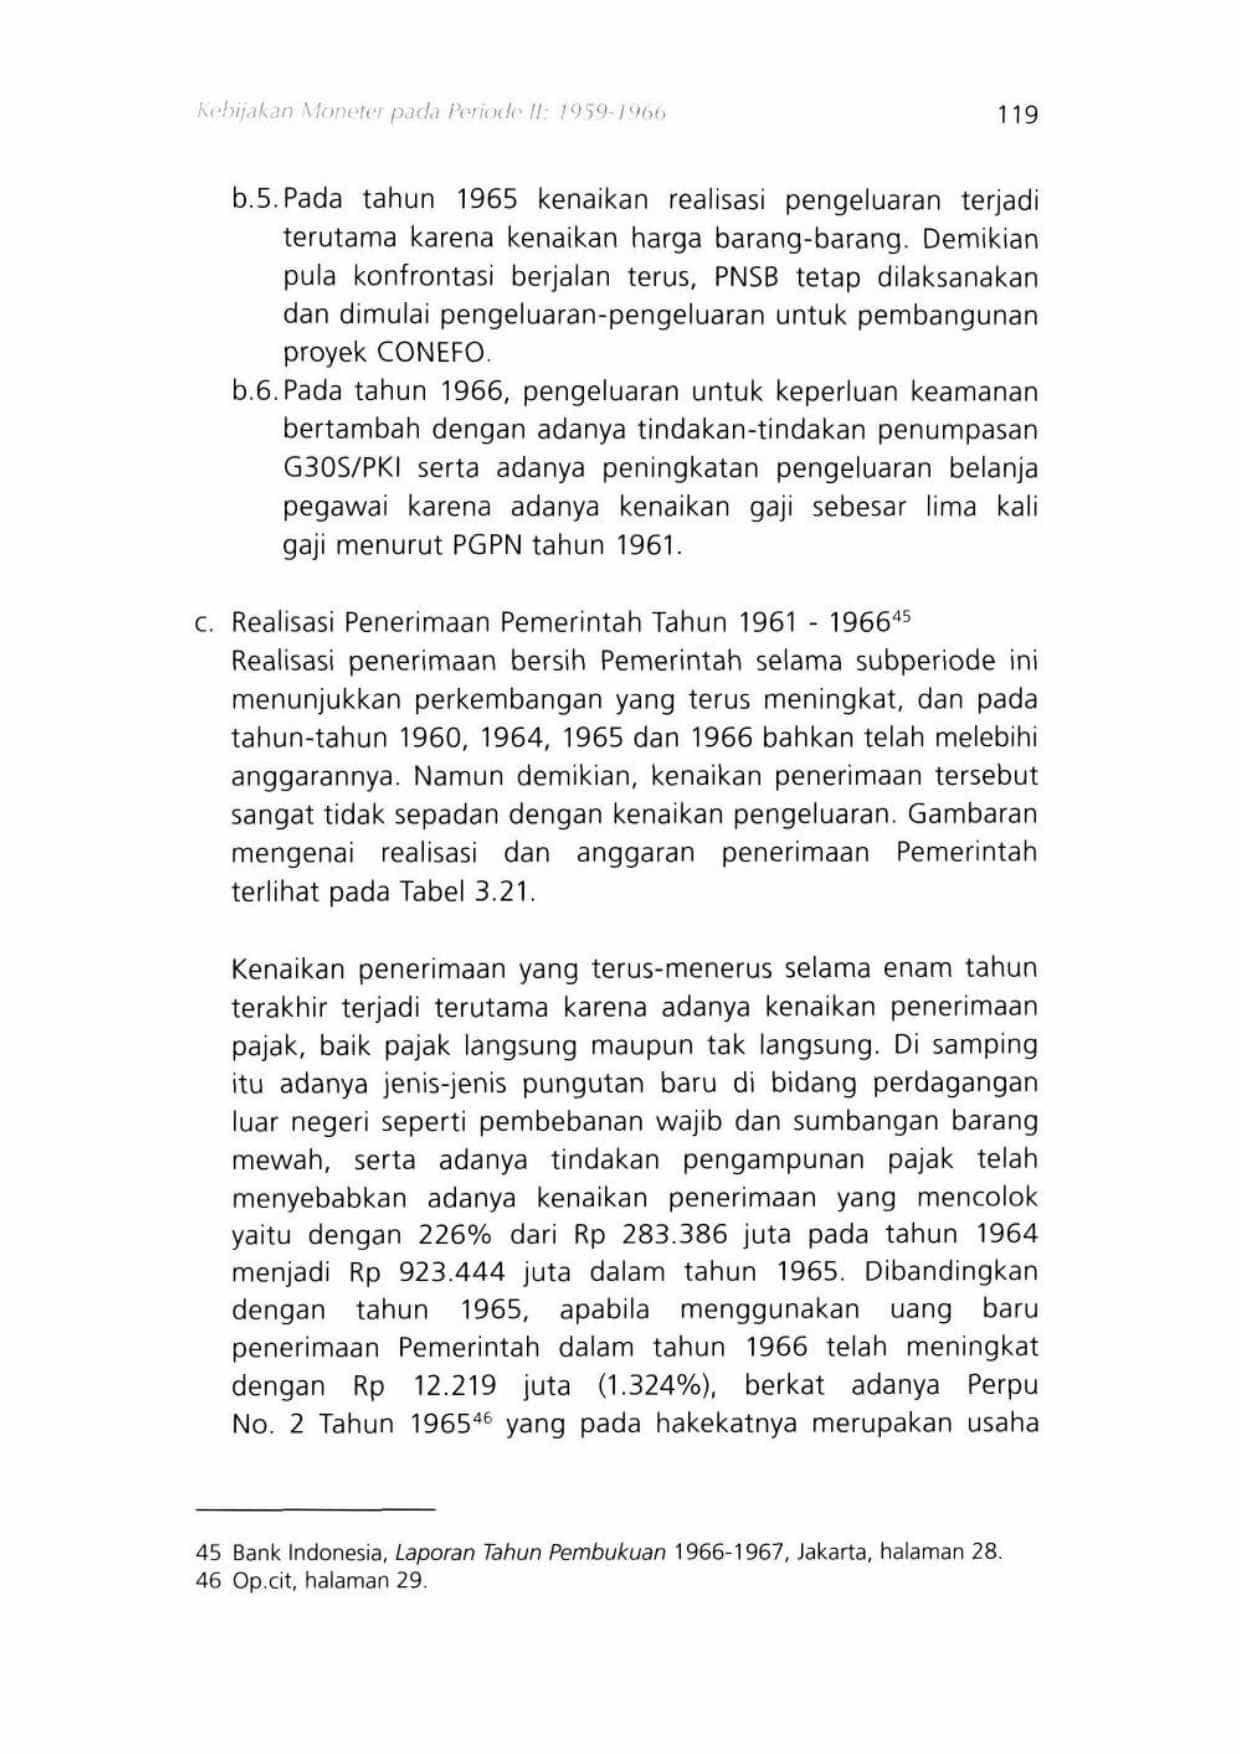 Kebijakan Moneter pada Periode II: 1959-1966 119
b.5. Pada tahun 1965 kenaikan realisasi pengeluaran terjadi
terutama karena kenaikan harga barang-barang. Demikian
pula konfrontasi berjalan terus, PNSB tetap dilaksanakan
dan dimulai pengeluaran-pengeluaran untuk pembangunan
proyek CONEFO.
b.6. Pada tahun 1966, pengeluaran untuk keperluan keamanan
bertambah dengan adanya tindakan-tindakan penumpasan
G30S/PKI serta adanya peningkatan pengeluaran belanja
pegawai karena adanya kenaikan gaji sebesar lima kali
gaji menurut PGPN tahun 1961.
c. Realisasi Penerimaan Pemerintah Tahun 1961 - 1966⁴⁵
Realisasi penerimaan bersih Pemerintah selama subperiode ini
menunjukkan perkembangan yang terus meningkat, dan pada
tahun-tahun 1960, 1964, 1965 dan 1966 bahkan telah melebihi
anggarannya. Namun demikian, kenaikan penerimaan tersebut
sangat tidak sepadan dengan kenaikan pengeluaran. Gambaran
mengenai realisasi dan anggaran penerimaan Pemerintah
terlihat pada Tabel 3.21.
Kenaikan penerimaan yang terus-menerus selama enam tahun
terakhir terjadi terutama karena adanya kenaikan penerimaan
pajak, baik pajak langsung maupun tak langsung. Di samping
itu adanya jenis-jenis pungutan baru di bidang perdagangan
luar negeri seperti pembebanan wajib dan sumbangan barang
mewah, serta adanya tindakan pengampunan pajak telah
menyebabkan adanya kenaikan penerimaan yang mencolok
yaitu dengan 226% dari Rp 283.386 juta pada tahun 1964
menjadi Rp 923.444 juta dalam tahun 1965. Dibandingkan
dengan tahun 1965, apabila menggunakan uang baru
penerimaan Pemerintah dalam tahun 1966 telah meningkat
dengan Rp 12.219 juta (1.324%), berkat adanya Perpu
No. 2 Tahun 1965⁴⁶ yang pada hakekatnya merupakan usaha
45 Bank Indonesia, Laporan Tahun Pembukuan 1966-1967, Jakarta, halaman 28.
46 Op.cit, halaman 29.